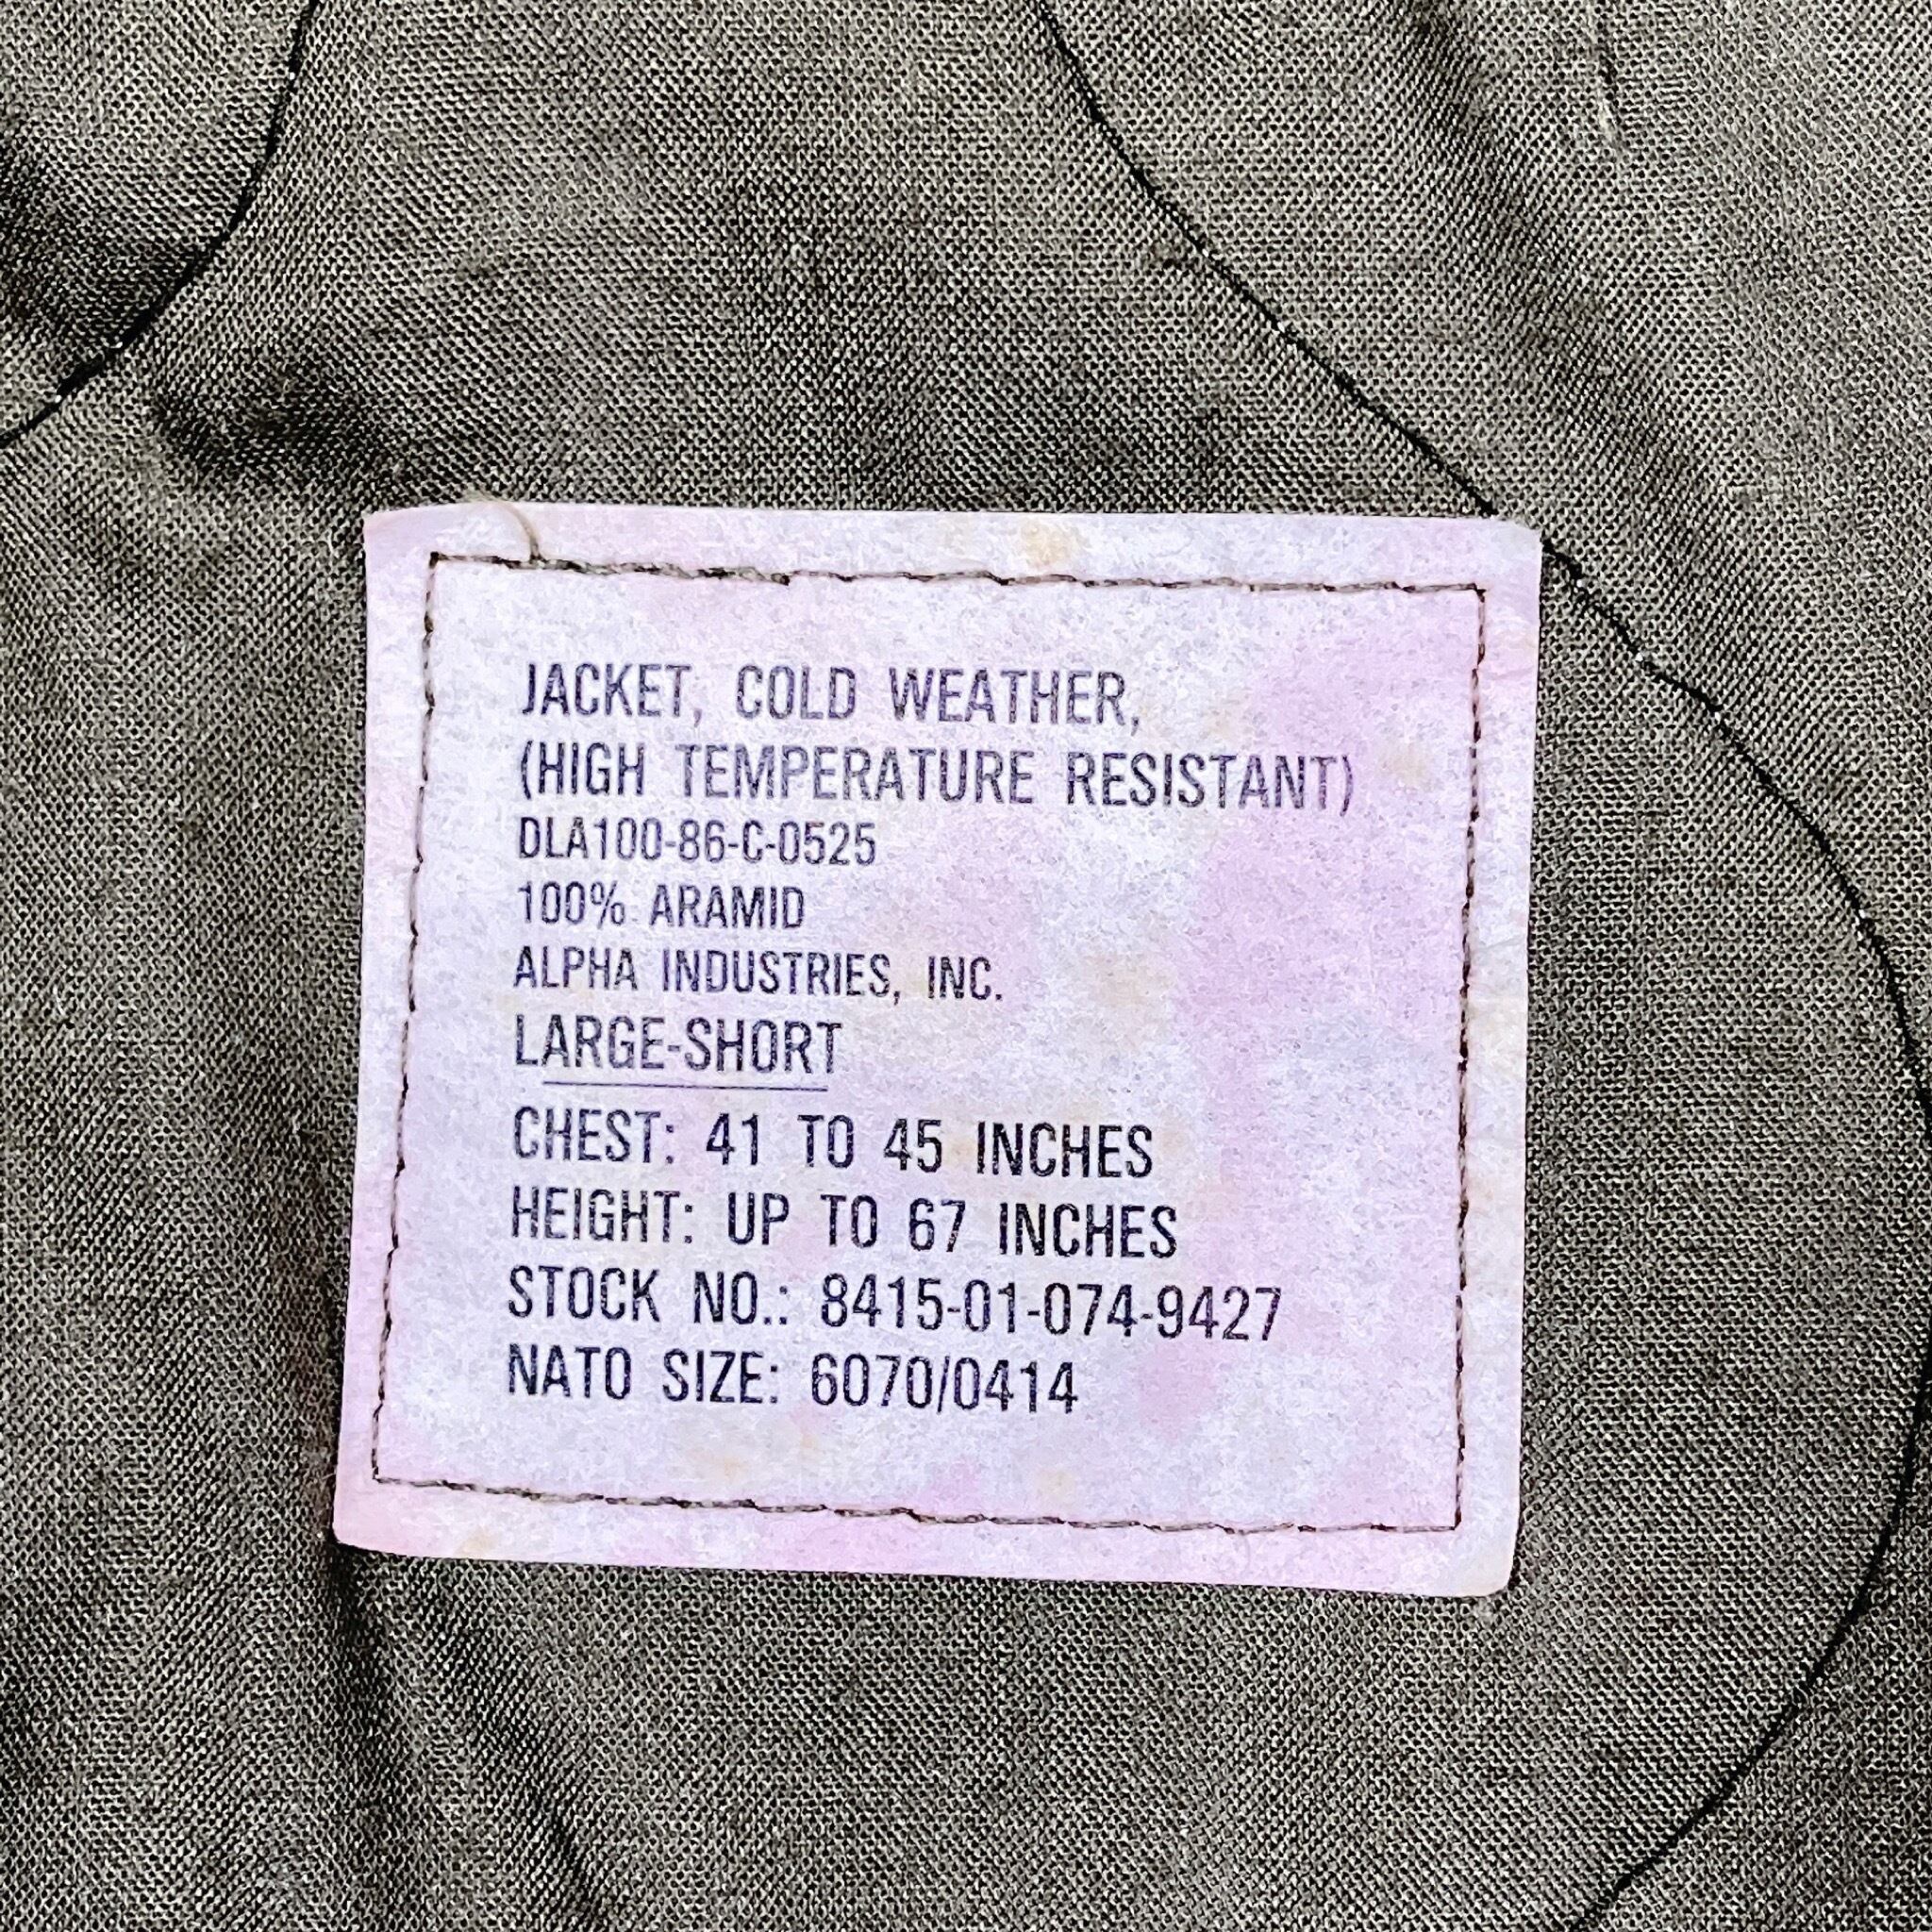 JACKET, COLD WEATHER,
(HIGH TEMPERATURE RESISTANT)
DLA100-86-C-0525
100% ARAMID
ALPHA INDUSTRIES, INC.
LARGE-SHORT
CHEST: 41 TO 45 INCHES
HEIGHT: UP TO 67 INCHES
STOCK NO.: 8415-01-074-9427
NATO SIZE: 6070/0414